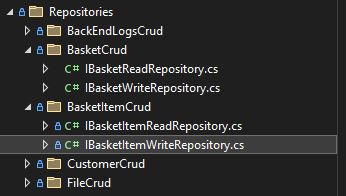 Repositories
BackEndLogsCrud
BasketCrud
C# IBasketReadRepository.cs
C# IBasketWriteRepository.cs
BasketItemCrud
C# IBasketItemReadRepository.cs
C# IBasketItemWriteRepository.cs
CustomerCrud
FileCrud